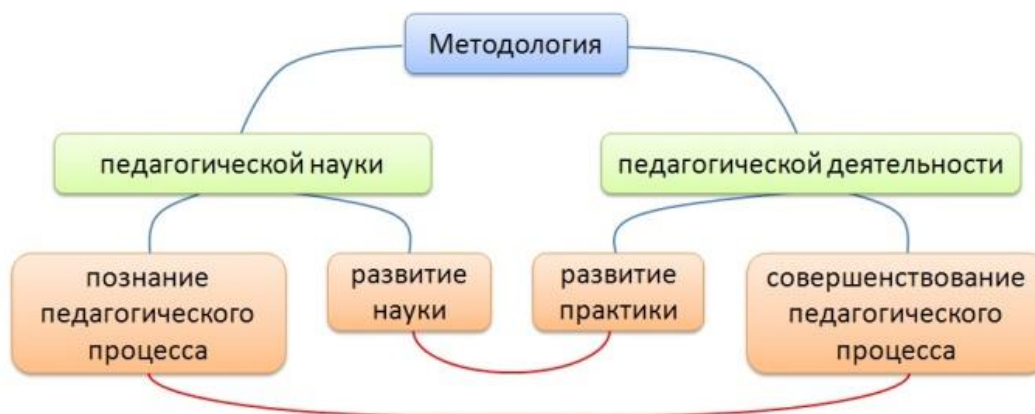 Методология
педагогической науки
педагогической деятельности
познание
педагогического
процесса
развитие
науки
развитие
практики
совершенствование
педагогического
процесса